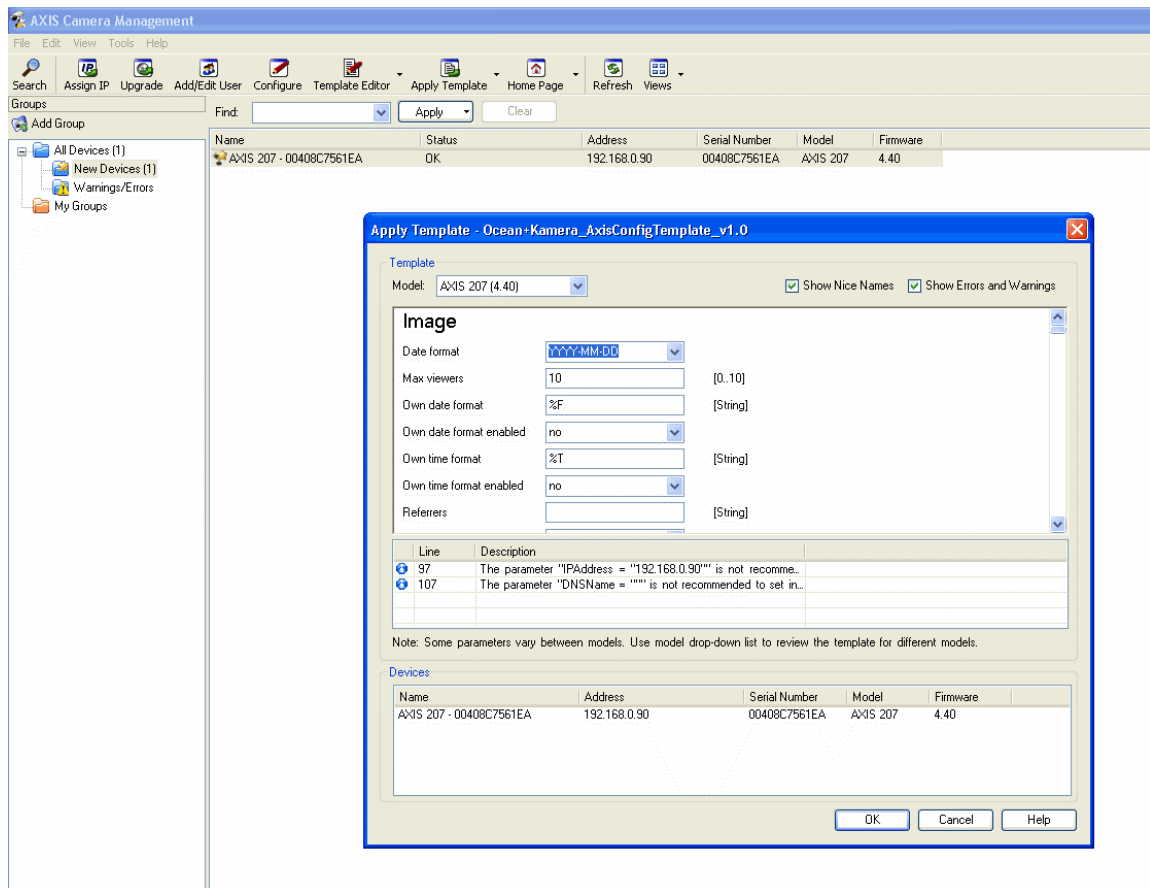 AXIS Camera Management
File Edit View Tools Help
Search Assign IP Upgrade Add/Edit User Configure Template Editor Apply Template Home Page Refresh Views
Groups
Add Group
Find: Apply Clear
All Devices (1)
New Devices (1)
Warnings/Errors
My Groups
Name Status Address Serial Number Model Firmware
AXIS 207 - 00408C7561EA OK 192.168.0.90 00408C7561EA AXIS 207 4.40
Apply Template - Ocean+Kamera_AxisConfigTemplate_v1.0
Template
Model: AXIS 207 (4.40) Show Nice Names Show Errors and Warnings
Image
Date format YYYY-MM-DD
Max viewers 10 [0..10]
Own date format %F [String]
Own date format enabled no
Own time format %T [String]
Own time format enabled no
Referrers [String]
Line Description
97 The parameter "IPAddress = "192.168.0.90"" is not recomme...
107 The parameter "DNSName = """ is not recommended to set in...
Note: Some parameters vary between models. Use model drop-down list to review the template for different models.
Devices
Name Address Serial Number Model Firmware
AXIS 207 - 00408C7561EA 192.168.0.90 00408C7561EA AXIS 207 4.40
OK Cancel Help